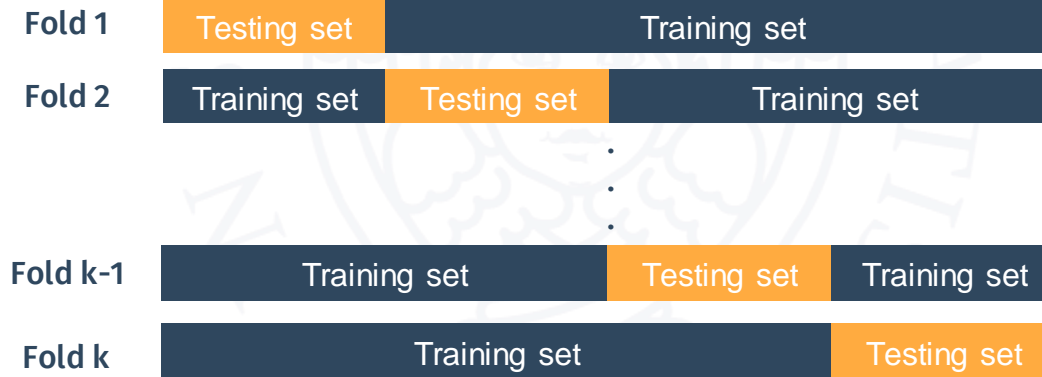 Fold 1 Testing set Training set
Fold 2 Training set Testing set Training set
.
.
.
Fold k-1 Training set Testing set Training set
Fold k Training set Testing set